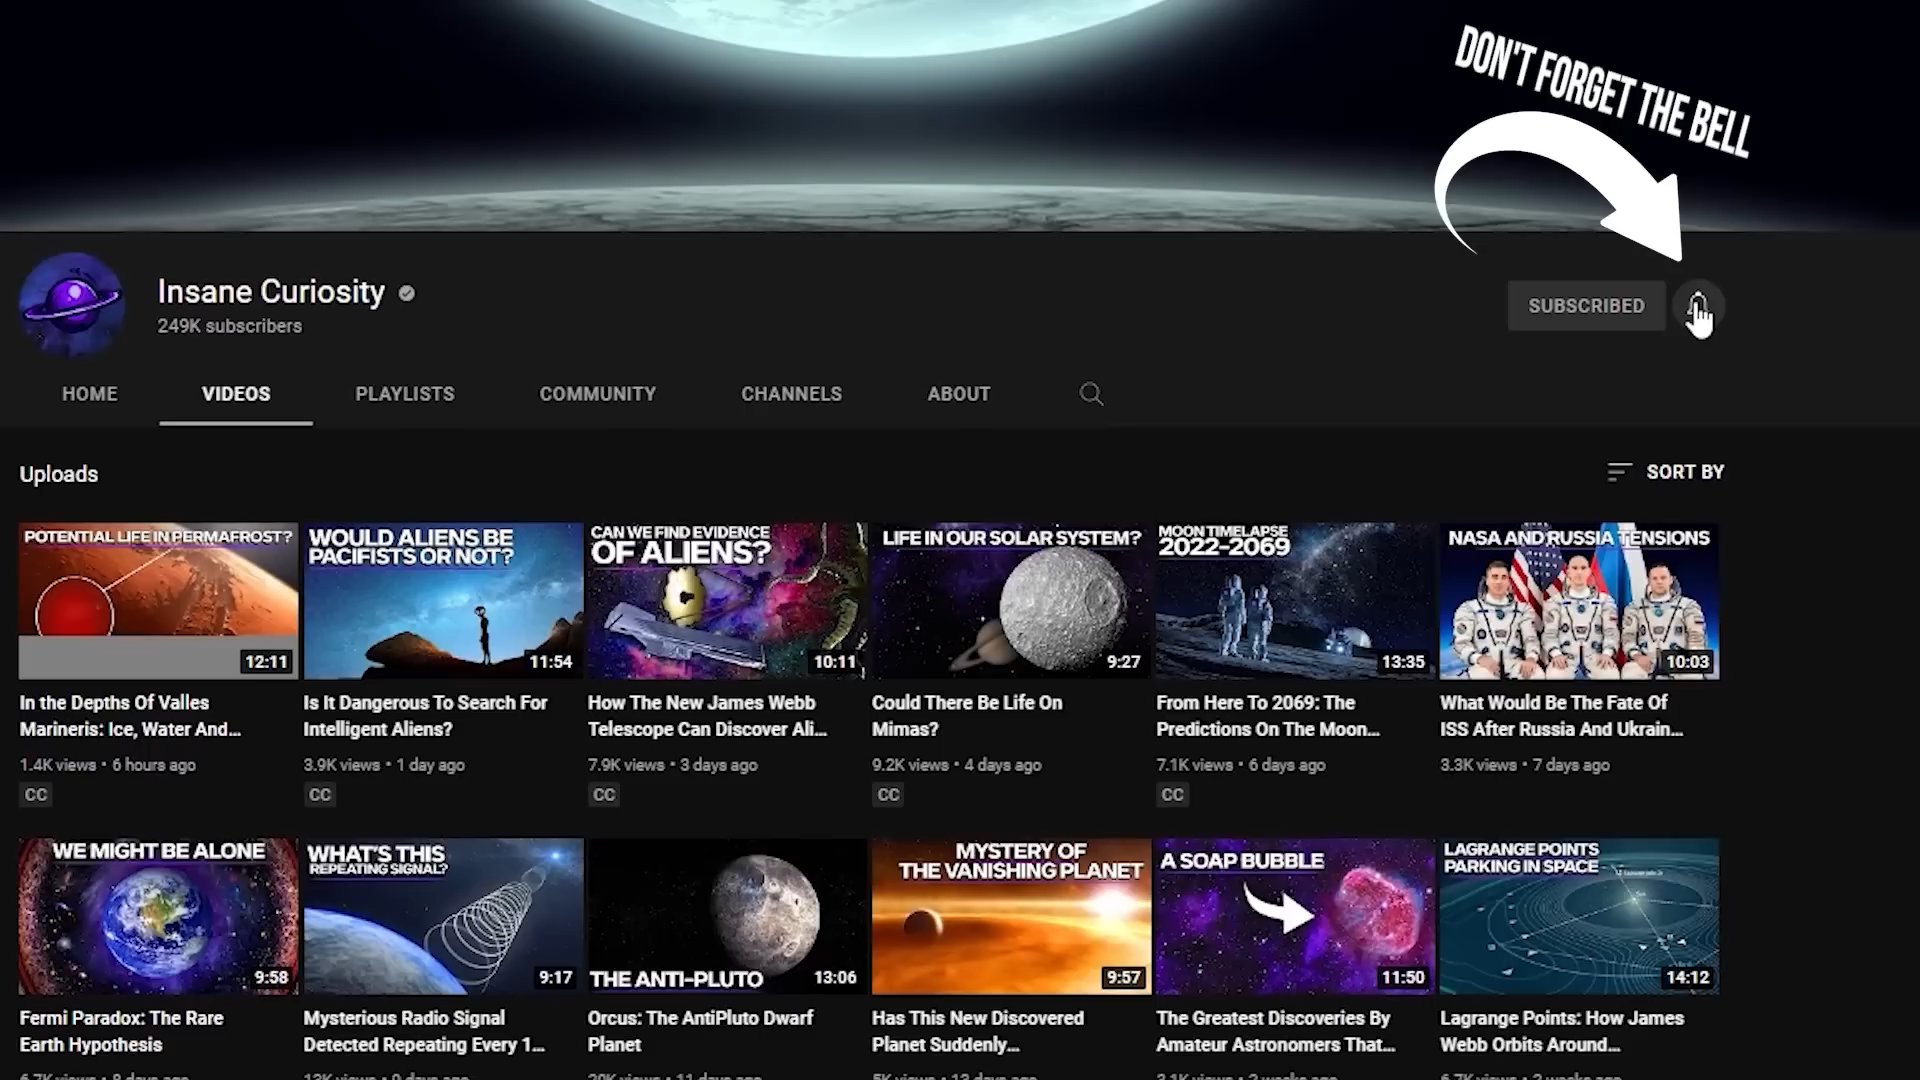 DON'T FORGET THE BELL
Insane Curiosity
249K subscribers
SUBSCRIBED
HOME
VIDEOS
PLAYLISTS
COMMUNITY
CHANNELS
ABOUT
Uploads
SORT BY
POTENTIAL LIFE IN PERMAFROST?
12:11
In the Depths Of Valles
Marineris: Ice, Water And...
1.4K views • 6 hours ago
CC
WOULD ALIENS BE
PACIFISTS OR NOT?
11:54
Is It Dangerous To Search For
Intelligent Aliens?
3.9K views • 1 day ago
CC
CAN WE FIND EVIDENCE
OF ALIENS?
10:11
How The New James Webb
Telescope Can Discover Ali...
7.9K views • 3 days ago
CC
LIFE IN OUR SOLAR SYSTEM?
9:27
Could There Be Life On
Mimas?
9.2K views • 4 days ago
CC
MOON TIMELAPSE
2022-2069
13:35
From Here To 2069: The
Predictions On The Moon...
7.1K views • 6 days ago
CC
NASA AND RUSSIA TENSIONS
10:03
What Would Be The Fate Of
ISS After Russia And Ukrain...
3.3K views • 7 days ago
WE MIGHT BE ALONE
9:58
Fermi Paradox: The Rare
Earth Hypothesis
WHAT'S THIS
REPEATING SIGNAL?
9:17
Mysterious Radio Signal
Detected Repeating Every 1...
THE ANTI-PLUTO
13:06
Orcus: The AntiPluto Dwarf
Planet
MYSTERY OF
THE VANISHING PLANET
9:57
Has This New Discovered
Planet Suddenly...
A SOAP BUBBLE
11:50
The Greatest Discoveries By
Amateur Astronomers That...
LAGRANGE POINTS
PARKING IN SPACE
14:12
Lagrange Points: How James
Webb Orbits Around...